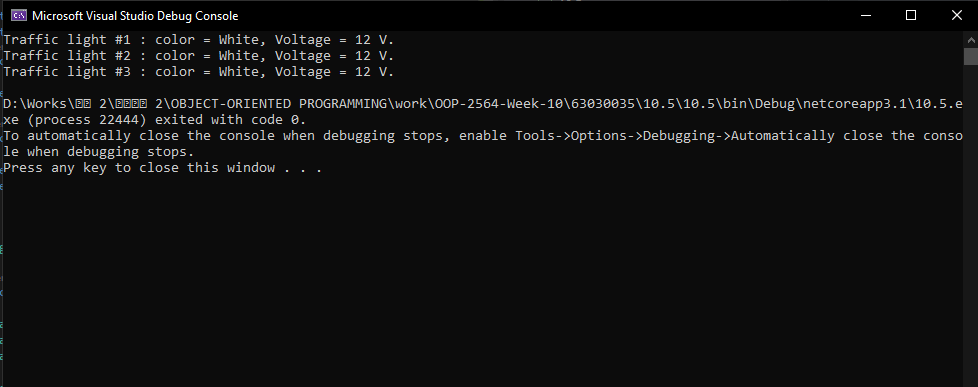 Microsoft Visual Studio Debug Console
Traffic light #1 : color = White, Voltage = 12 V.
Traffic light #2 : color = White, Voltage = 12 V.
Traffic light #3 : color = White, Voltage = 12 V.
D:\Works\ 2\ 2\OBJECT-ORIENTED PROGRAMMING\work\OOP-2564-Week-10\63030035\10.5\10.5\bin\Debug\netcoreapp3.1\10.5.e
xe (process 22444) exited with code 0.
To automatically close the console when debugging stops, enable Tools->Options->Debugging->Automatically close the conso
le when debugging stops.
Press any key to close this window . . .